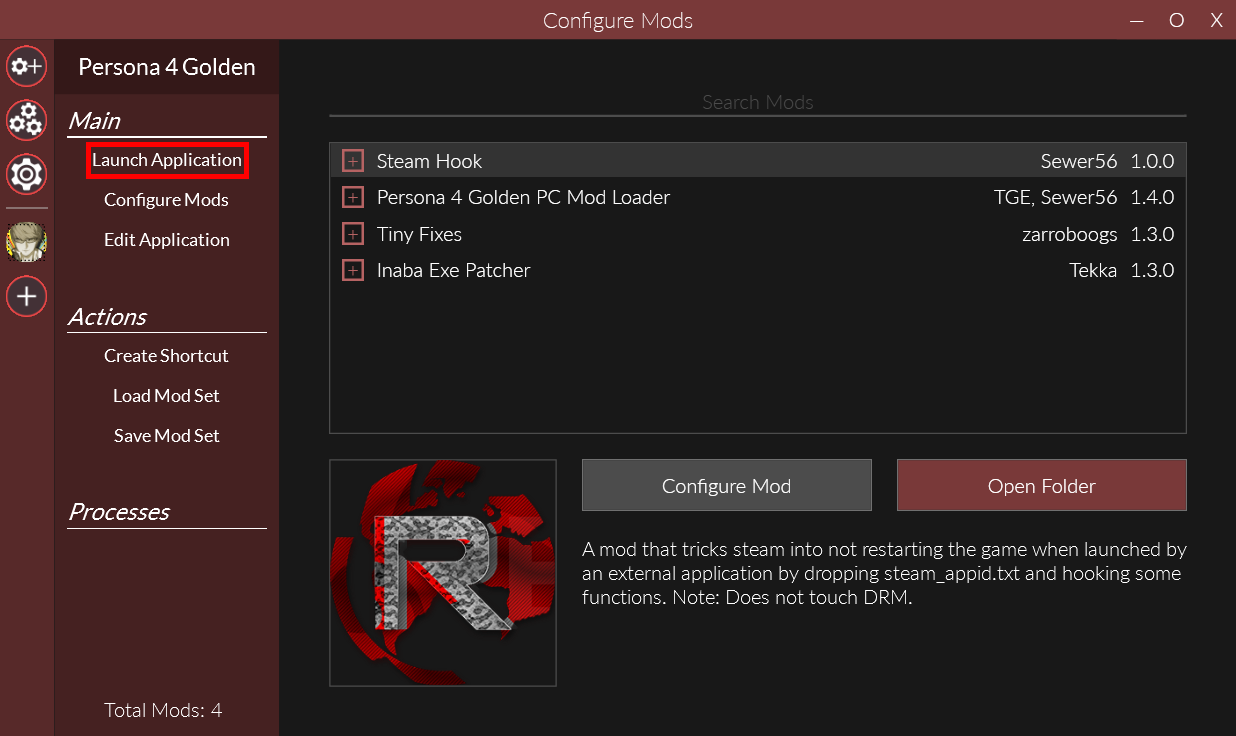 Configure Mods
Persona 4 Golden
Main
Launch Application
Configure Mods
Edit Application
Actions
Create Shortcut
Load Mod Set
Save Mod Set
Processes
Total Mods: 4
Search Mods
Steam Hook Sewer56 1.0.0
Persona 4 Golden PC Mod Loader TGE, Sewer56 1.4.0
Tiny Fixes zarroboogs 1.3.0
Inaba Exe Patcher Tekka 1.3.0
R
Configure Mod
Open Folder
A mod that tricks steam into not restarting the game when launched by
an external application by dropping steam_appid.txt and hooking some
functions. Note: Does not touch DRM.